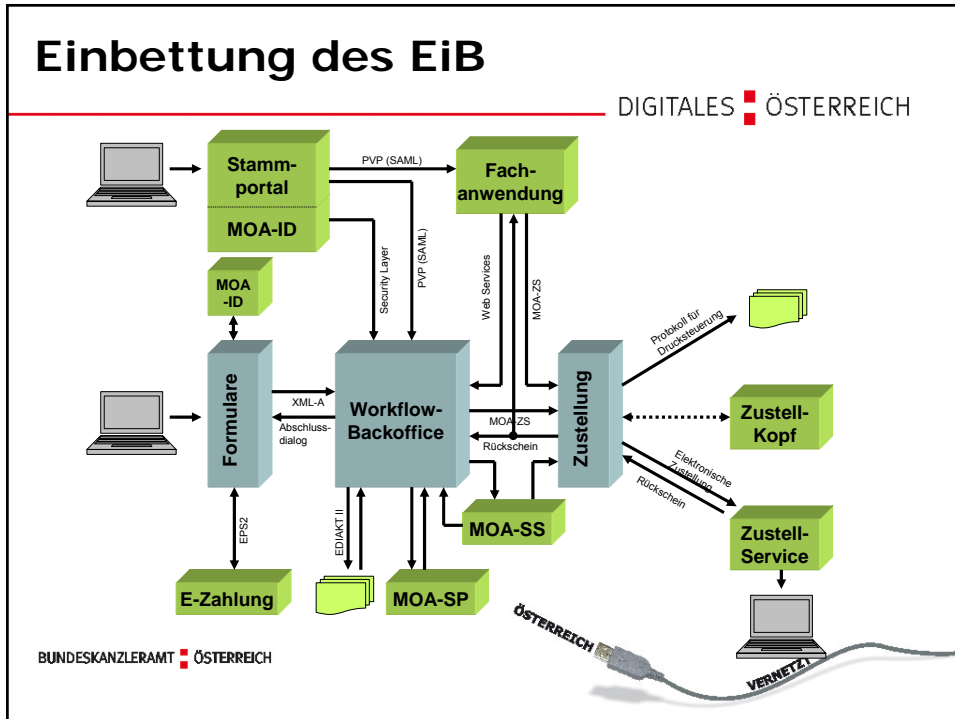 Einbettung des EiB
DIGITALES ÖSTERREICH
Stamm-
portal
MOA-ID
PVP (SAML)
Fach-
anwendung
MOA
-ID
Security Layer
PVP (SAML)
Web Services
MOA-ZS
Protokoll für
Drucksteuerung
Formulare
XML-A
Abschluss-
dialog
Workflow-
Backoffice
MOA-ZS
Rückschein
Zustellung
Zustell-
Kopf
Elektronische
Zustellung
Rückschein
EPS2
EDIAKT II
MOA-SS
Zustell-
Service
E-Zahlung
MOA-SP
ÖSTERREICH
VERNETZT
BUNDESKANZLERAMT ÖSTERREICH